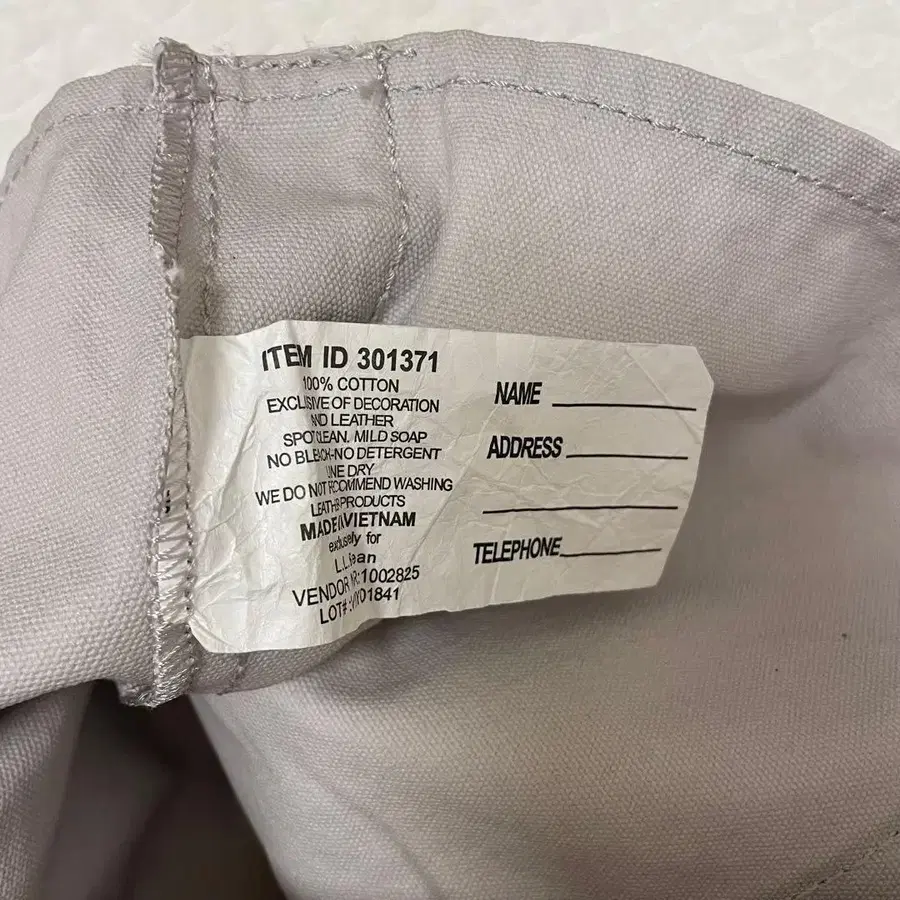 ITEM ID 301371
100% COTTON
EXCLUSIVE OF DECORATION
AND LEATHER
SPOT CLEAN. MILD SOAP
NO BLEACH-NO DETERGENT
LINE DRY
WE DO NOT RECOMMEND WASHING
LEATHER PRODUCTS
MADE IN VIETNAM
exclusively for
L.L.Bean
VENDOR NR:1002825
LOT#
NAME
ADDRESS
TELEPHONE